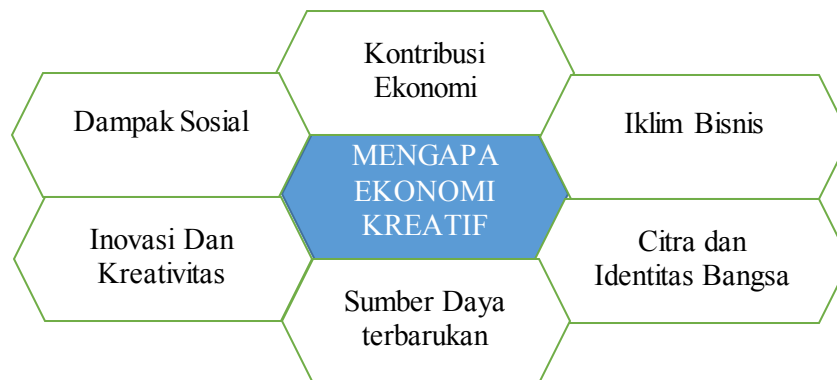 Kontribusi
Ekonomi
Dampak Sosial
Iklim Bisnis
MENGAPA
EKONOMI
KREATIF
Inovasi Dan
Kreativitas
Citra dan
Identitas Bangsa
Sumber Daya
terbarukan